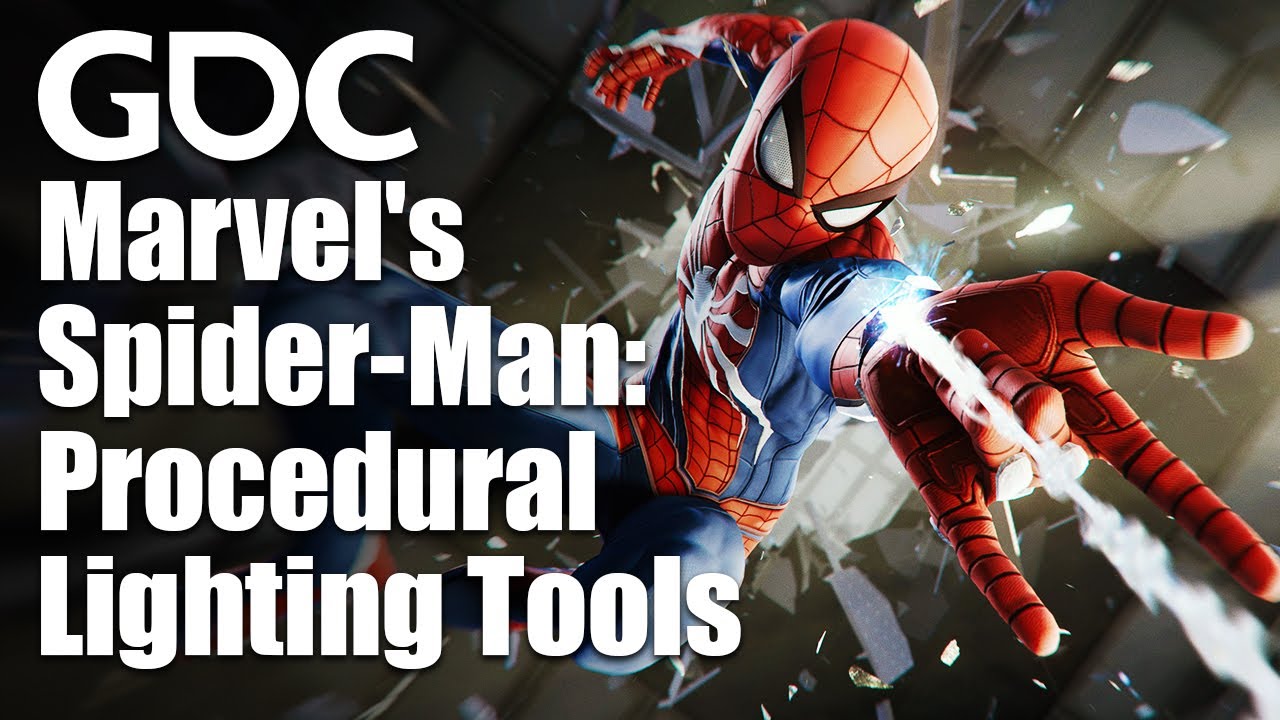 GDC
Marvel's
Spider-Man:
Procedural
Lighting Tools